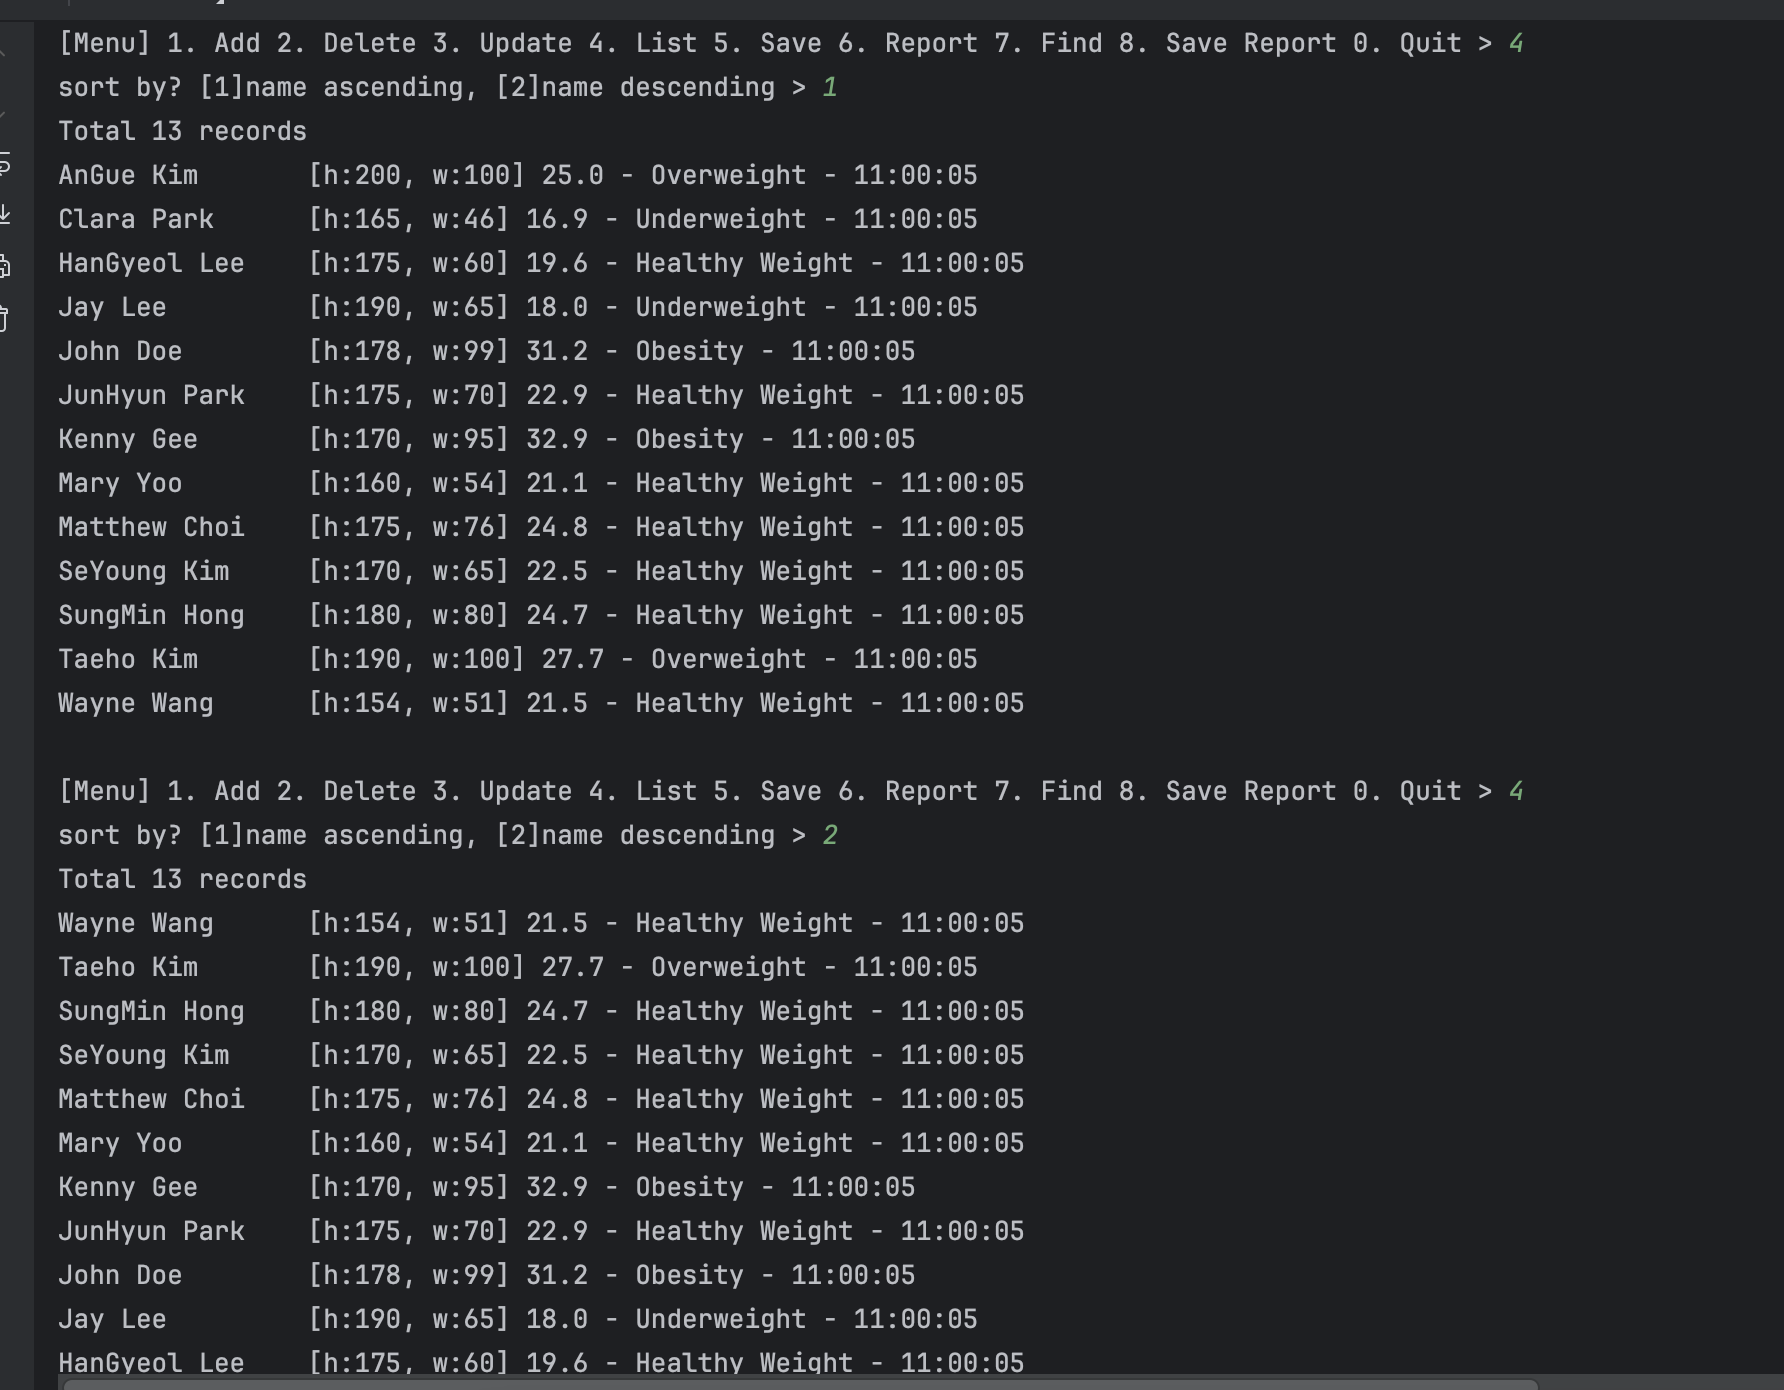 [Menu] 1. Add 2. Delete 3. Update 4. List 5. Save 6. Report 7. Find 8. Save Report 0. Quit > 4
sort by? [1]name ascending, [2]name descending > 1
Total 13 records
AnGue Kim       [h:200, w:100] 25.0 - Overweight - 11:00:05
Clara Park      [h:165, w:46] 16.9 - Underweight - 11:00:05
HanGyeol Lee    [h:175, w:60] 19.6 - Healthy Weight - 11:00:05
Jay Lee         [h:190, w:65] 18.0 - Underweight - 11:00:05
John Doe        [h:178, w:99] 31.2 - Obesity - 11:00:05
JunHyun Park    [h:175, w:70] 22.9 - Healthy Weight - 11:00:05
Kenny Gee       [h:170, w:95] 32.9 - Obesity - 11:00:05
Mary Yoo        [h:160, w:54] 21.1 - Healthy Weight - 11:00:05
Matthew Choi    [h:175, w:76] 24.8 - Healthy Weight - 11:00:05
SeYoung Kim     [h:170, w:65] 22.5 - Healthy Weight - 11:00:05
SungMin Hong    [h:180, w:80] 24.7 - Healthy Weight - 11:00:05
Taeho Kim       [h:190, w:100] 27.7 - Overweight - 11:00:05
Wayne Wang      [h:154, w:51] 21.5 - Healthy Weight - 11:00:05
[Menu] 1. Add 2. Delete 3. Update 4. List 5. Save 6. Report 7. Find 8. Save Report 0. Quit > 4
sort by? [1]name ascending, [2]name descending > 2
Total 13 records
Wayne Wang      [h:154, w:51] 21.5 - Healthy Weight - 11:00:05
Taeho Kim       [h:190, w:100] 27.7 - Overweight - 11:00:05
SungMin Hong    [h:180, w:80] 24.7 - Healthy Weight - 11:00:05
SeYoung Kim     [h:170, w:65] 22.5 - Healthy Weight - 11:00:05
Matthew Choi    [h:175, w:76] 24.8 - Healthy Weight - 11:00:05
Mary Yoo        [h:160, w:54] 21.1 - Healthy Weight - 11:00:05
Kenny Gee       [h:170, w:95] 32.9 - Obesity - 11:00:05
JunHyun Park    [h:175, w:70] 22.9 - Healthy Weight - 11:00:05
John Doe        [h:178, w:99] 31.2 - Obesity - 11:00:05
Jay Lee         [h:190, w:65] 18.0 - Underweight - 11:00:05
HanGyeol Lee    [h:175, w:60] 19.6 - Healthy Weight - 11:00:05